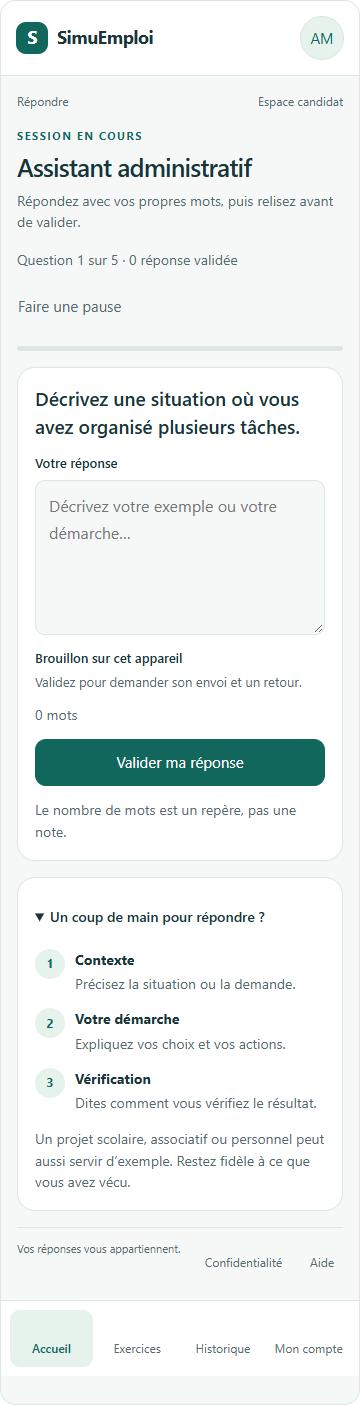 S SimuEmploi AM
Répondre Espace candidat
SESSION EN COURS
Assistant administratif
Répondez avec vos propres mots, puis relisez avant
de valider.
Question 1 sur 5 · 0 réponse validée
Faire une pause
Décrivez une situation où vous
avez organisé plusieurs tâches.
Votre réponse
Décrivez votre exemple ou votre
démarche...
Brouillon sur cet appareil
Validez pour demander son envoi et un retour.
0 mots
Valider ma réponse
Le nombre de mots est un repère, pas une
note.
▼ Un coup de main pour répondre ?
1 Contexte
Précisez la situation ou la demande.
2 Votre démarche
Expliquez vos choix et vos actions.
3 Vérification
Dites comment vous vérifiez le résultat.
Un projet scolaire, associatif ou personnel peut
aussi servir d’exemple. Restez fidèle à ce que
vous avez vécu.
Vos réponses vous appartiennent.
Confidentialité Aide
Accueil Exercices Historique Mon compte